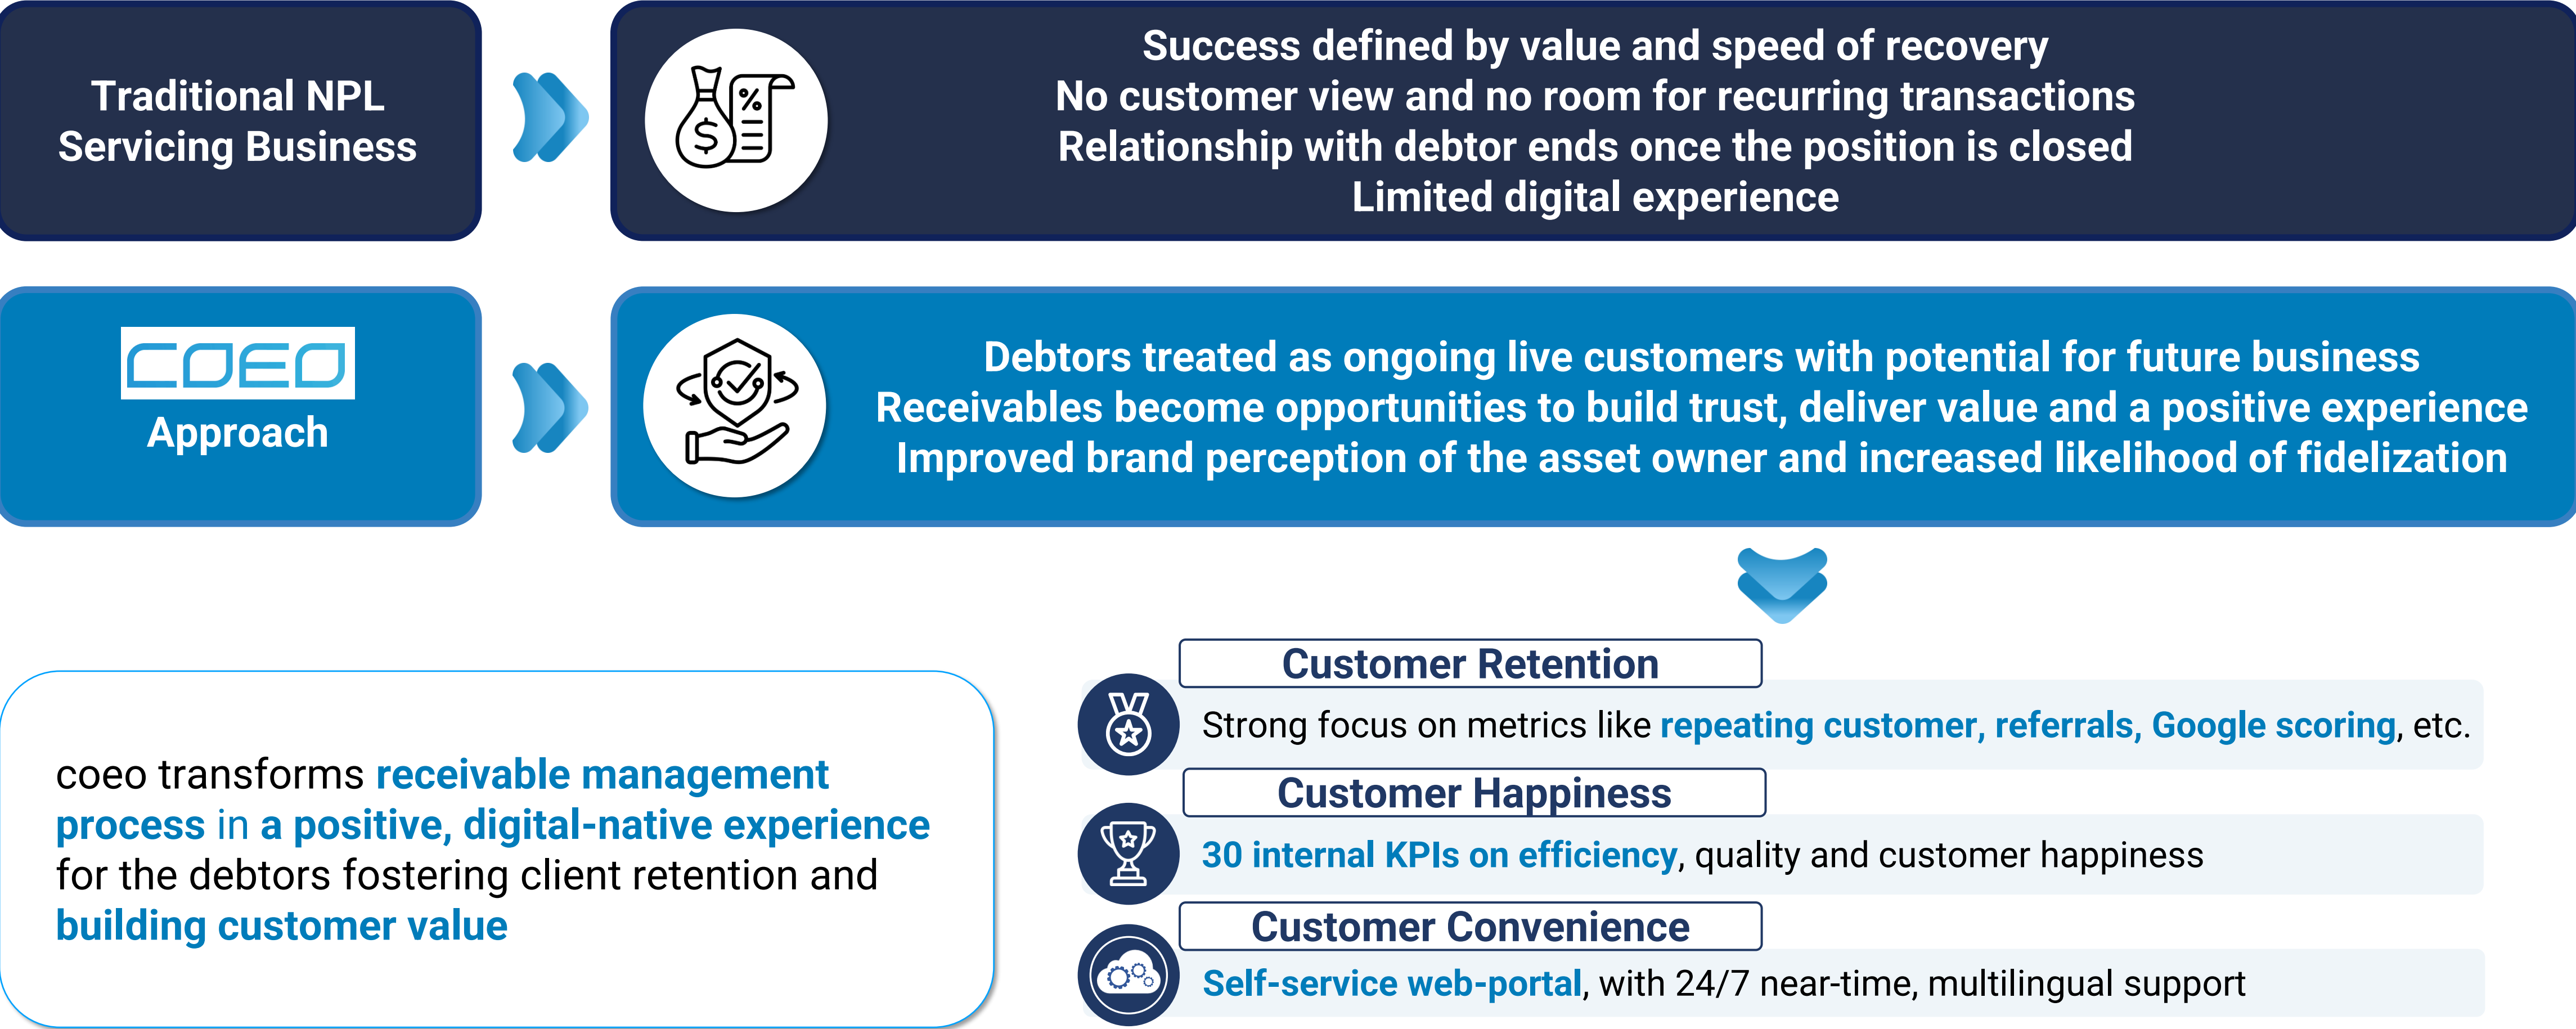 Traditional NPL
Servicing Business
Success defined by value and speed of recovery
No customer view and no room for recurring transactions
Relationship with debtor ends once the position is closed
Limited digital experience
coeo
Approach
Debtors treated as ongoing live customers with potential for future business
Receivables become opportunities to build trust, deliver value and a positive experience
Improved brand perception of the asset owner and increased likelihood of fidelization
coeo transforms receivable management
process in a positive, digital-native experience
for the debtors fostering client retention and
building customer value
Customer Retention
Strong focus on metrics like repeating customer, referrals, Google scoring, etc.
Customer Happiness
30 internal KPIs on efficiency, quality and customer happiness
Customer Convenience
Self-service web-portal, with 24/7 near-time, multilingual support